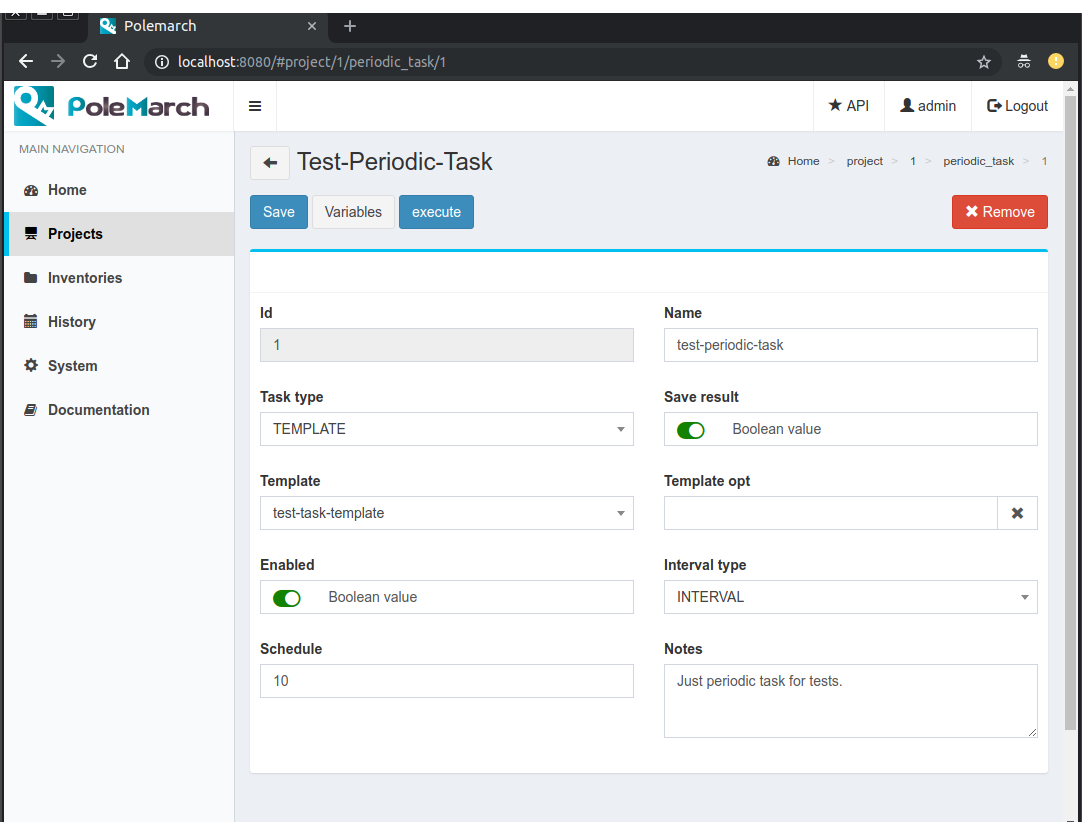 Polemarch
localhost:8080/#project/1/periodic_task/1
PoleMarch
API
admin
Logout
MAIN NAVIGATION
Home
Projects
Inventories
History
System
Documentation
Test-Periodic-Task
Home > project > 1 > periodic_task > 1
Save
Variables
execute
Remove
Id
Name
1
test-periodic-task
Task type
Save result
TEMPLATE
Boolean value
Template
Template opt
test-task-template
Enabled
Interval type
Boolean value
INTERVAL
Schedule
Notes
10
Just periodic task for tests.